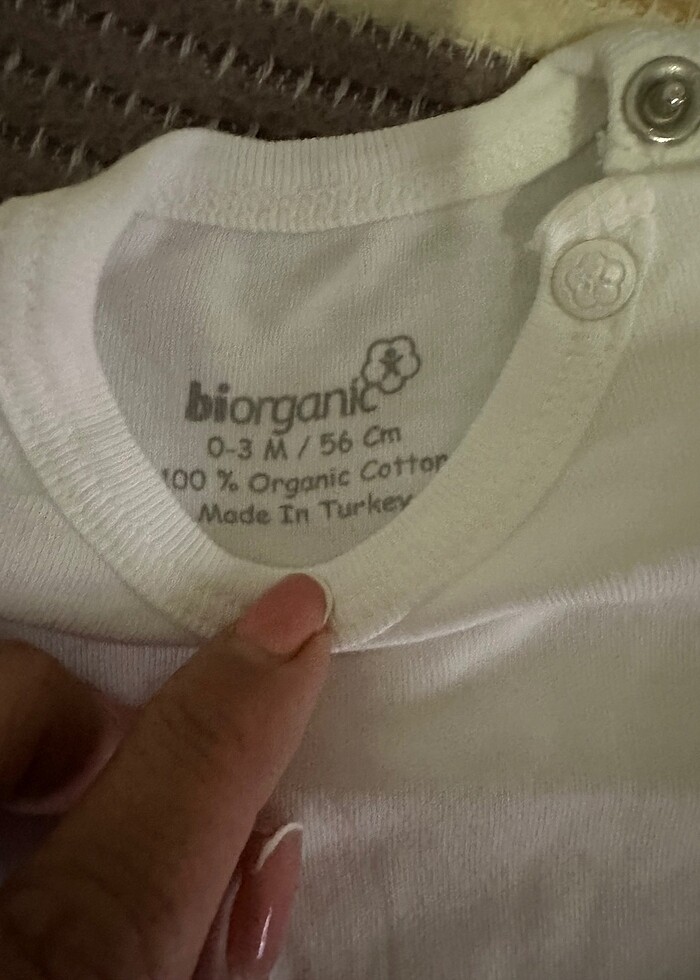 biorganic
0-3 M / 56 Cm
100 % Organic Cotton
Made In Turkey